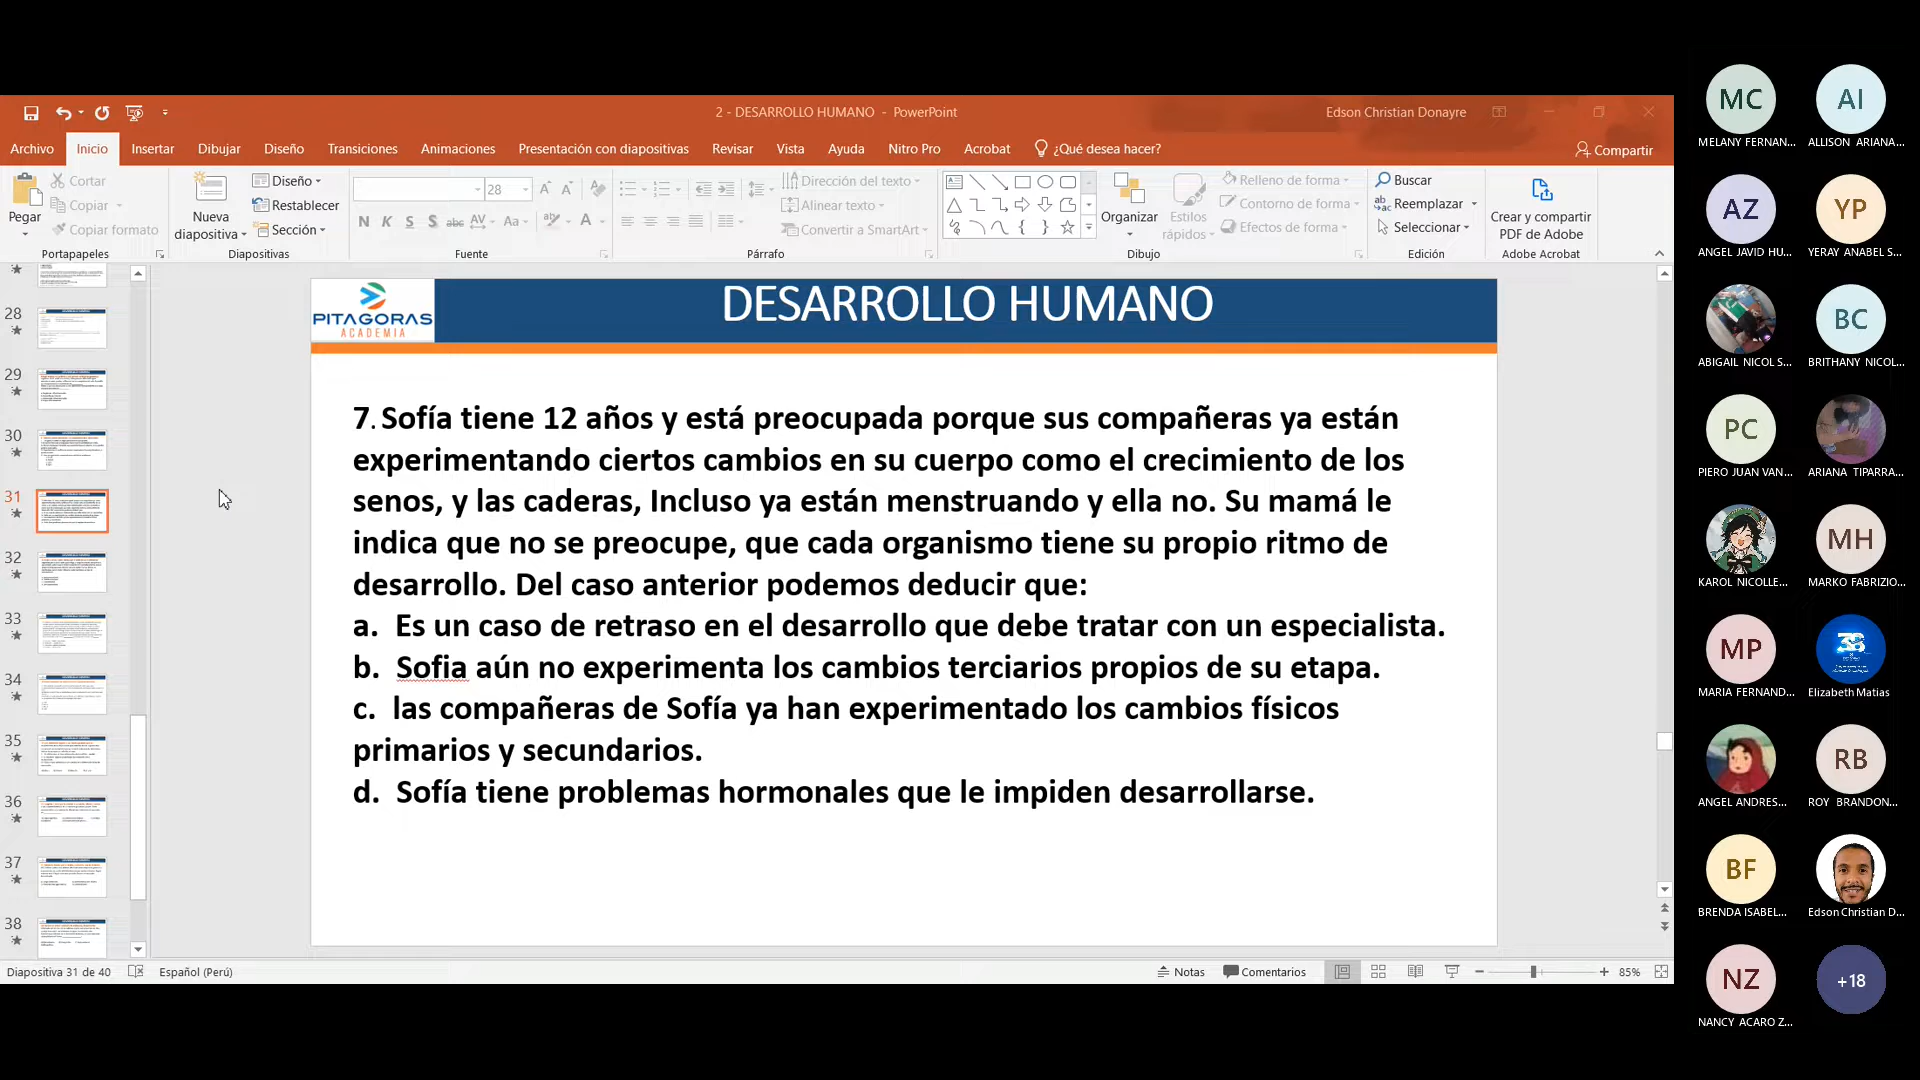 2 - DESARROLLO HUMANO - PowerPoint
Edson Christian Donayre
Archivo Inicio Insertar Dibujar Diseño Transiciones Animaciones Presentación con diapositivas Revisar Vista Ayuda Nitro Pro Acrobat ¿Qué desea hacer? Compartir
Pegar
Cortar
Copiar
Copiar formato
Portapapeles
Nueva diapositiva
Diseño
Restablecer
Sección
Diapositivas
28
N K S S abc AV Aa A
Fuente
Dirección del texto
Alinear texto
Convertir a SmartArt
Párrafo
Organizar
Estilos rápidos
Relleno de forma
Contorno de forma
Efectos de forma
Dibujo
Buscar
Reemplazar
Seleccionar
Edición
Crear y compartir PDF de Adobe
Adobe Acrobat
28
29
30
31
32
33
34
35
36
37
38
PITAGORAS
ACADEMIA
DESARROLLO HUMANO
7. Sofía tiene 12 años y está preocupada porque sus compañeras ya están
experimentando ciertos cambios en su cuerpo como el crecimiento de los
senos, y las caderas, Incluso ya están menstruando y ella no. Su mamá le
indica que no se preocupe, que cada organismo tiene su propio ritmo de
desarrollo. Del caso anterior podemos deducir que:
a. Es un caso de retraso en el desarrollo que debe tratar con un especialista.
b. Sofia aún no experimenta los cambios terciarios propios de su etapa.
c. las compañeras de Sofía ya han experimentado los cambios físicos
primarios y secundarios.
d. Sofía tiene problemas hormonales que le impiden desarrollarse.
Diapositiva 31 de 40 Español (Perú) Notas Comentarios 85%
MC AI
MELANY FERNAN... ALLISON ARIANA...
AZ YP
ANGEL JAVID HU... YERAY ANABEL S...
BC
ABIGAIL NICOL S... BRITHANY NICOL...
PC
PIERO JUAN VAN... ARIANA TIPARRA...
MH
KAROL NICOLLE... MARKO FABRIZIO...
MP
MARIA FERNAND... Elizabeth Matias
RB
ANGEL ANDRES... ROY BRANDON...
BF
BRENDA ISABEL... Edson Christian D...
NZ +18
NANCY ACARO Z...